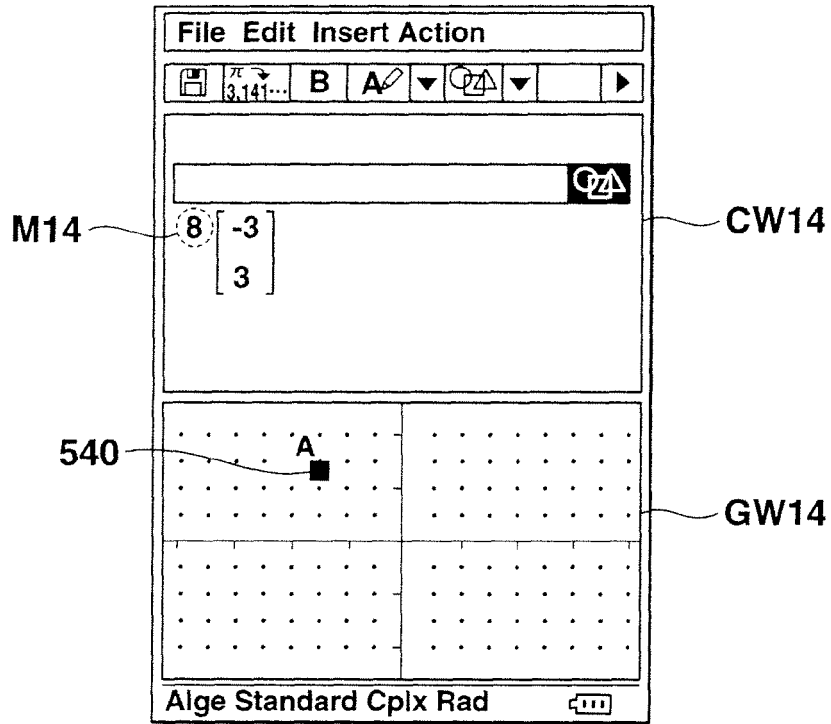 File Edit Insert Action
π
3.141... B A
M14
CW14
8 [ -3
3 ]
540
A
GW14
Alge Standard Cplx Rad